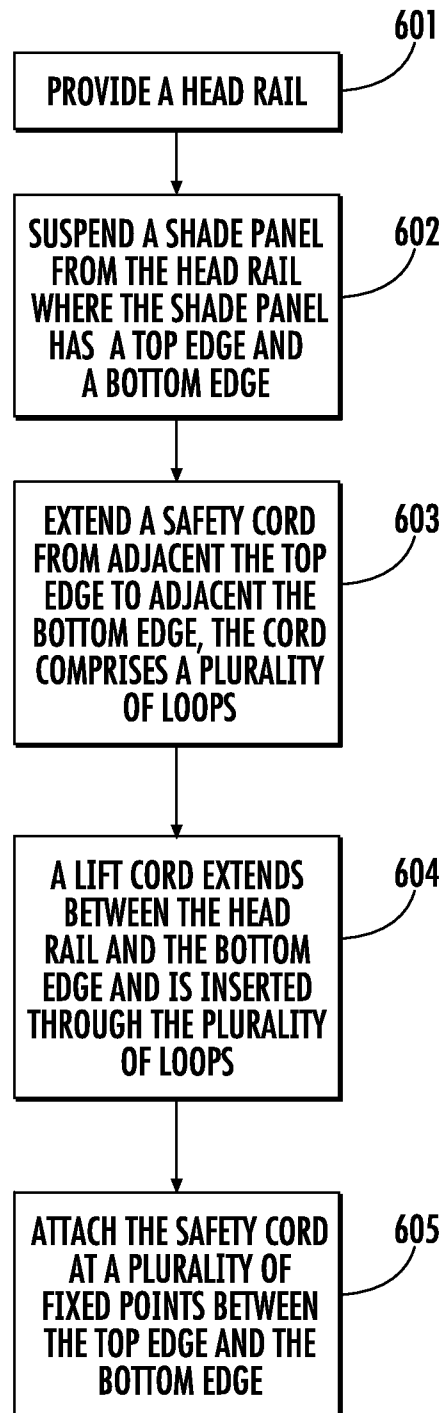 601
PROVIDE A HEAD RAIL
602
SUSPEND A SHADE PANEL
FROM THE HEAD RAIL
WHERE THE SHADE PANEL
HAS A TOP EDGE AND
A BOTTOM EDGE
603
EXTEND A SAFETY CORD
FROM ADJACENT THE TOP
EDGE TO ADJACENT THE
BOTTOM EDGE, THE CORD
COMPRISES A PLURALITY
OF LOOPS
604
A LIFT CORD EXTENDS
BETWEEN THE HEAD
RAIL AND THE BOTTOM
EDGE AND IS INSERTED
THROUGH THE PLURALITY
OF LOOPS
605
ATTACH THE SAFETY CORD
AT A PLURALITY OF
FIXED POINTS BETWEEN
THE TOP EDGE AND THE
BOTTOM EDGE